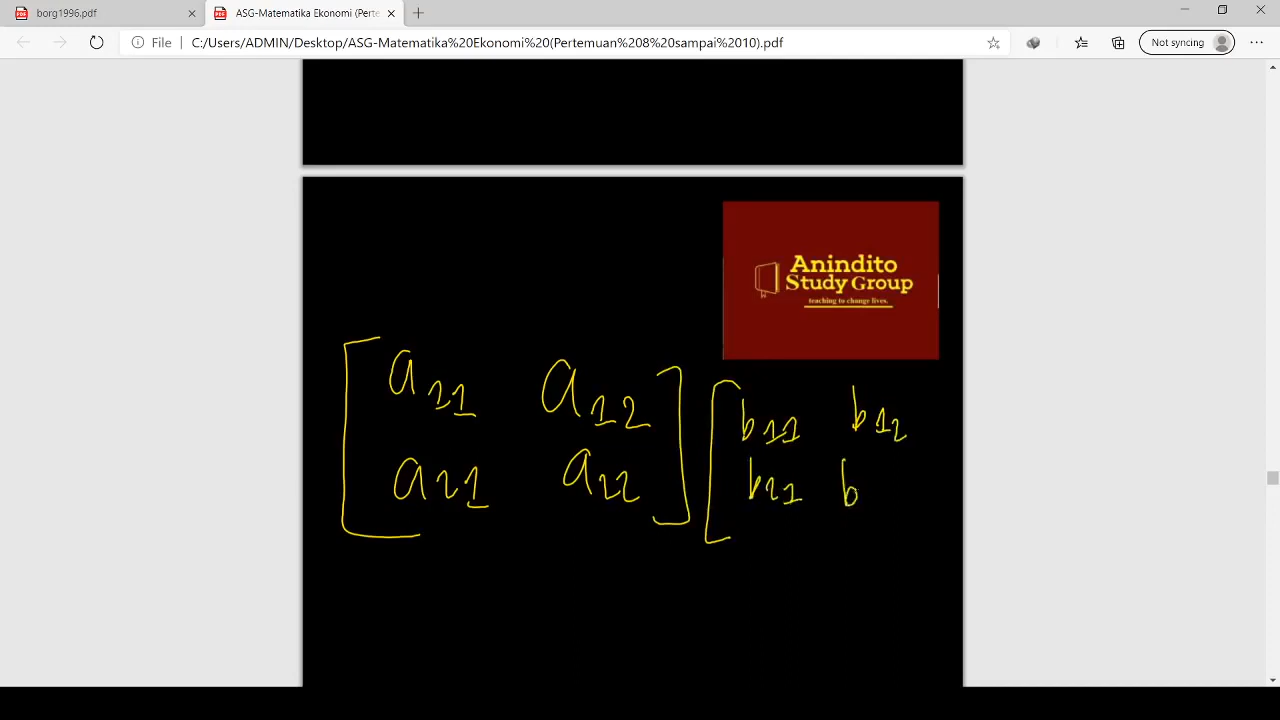 borg1996.pdf
ASG-Matematika Ekonomi (Perte
File
C:/Users/ADMIN/Desktop/ASG-Matematika%20Ekonomi%20(Pertemuan%208%20sampai%2010).pdf
Not syncing
Anindito
Study Group
teaching to change lives.
a11 a12 b11 b12
a21 a22 b21 b